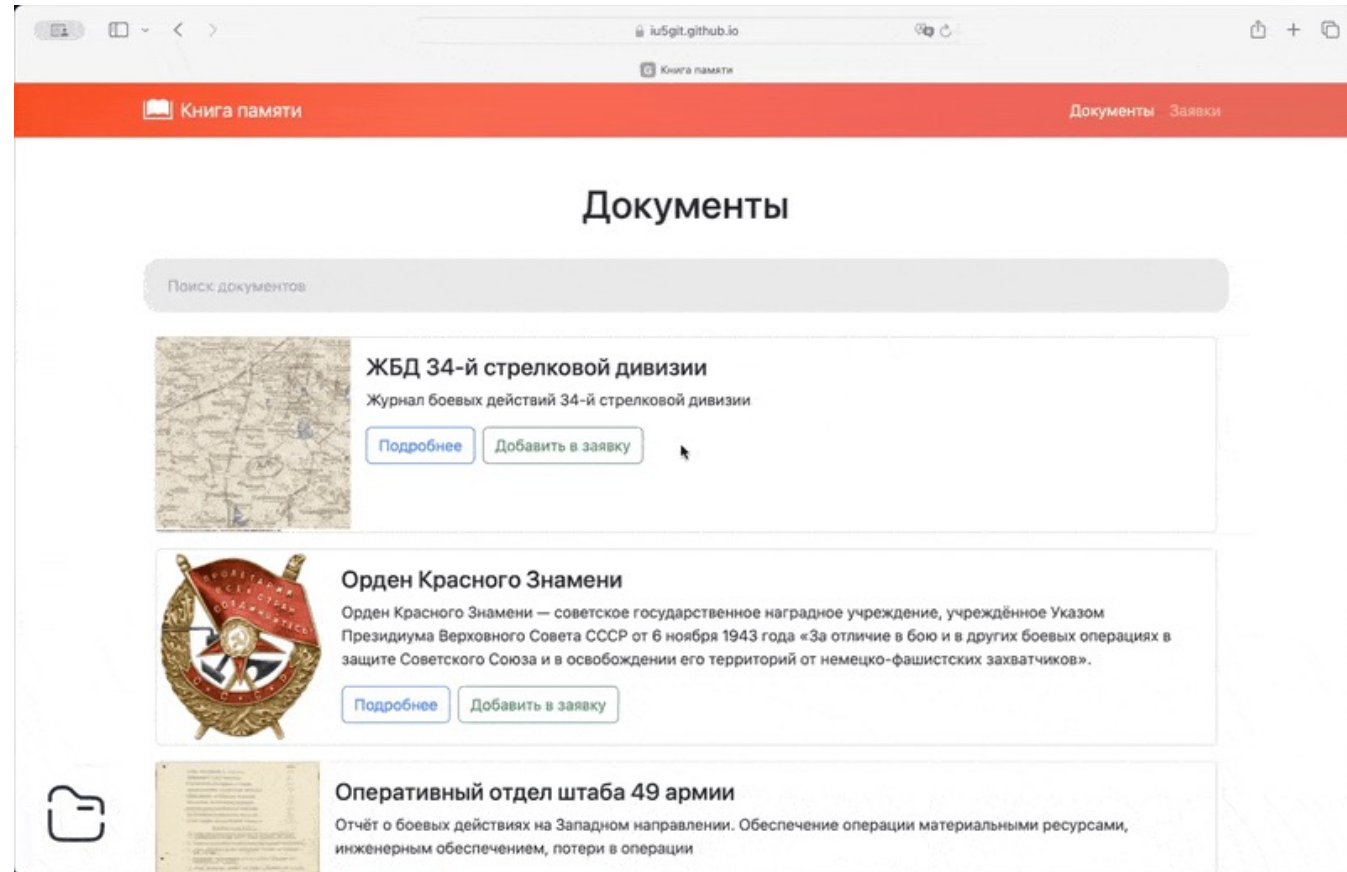 iu5git.github.io
Книга памяти
Книга памяти
Документы Заявки
Документы
Поиск документов
ЖБД 34-й стрелковой дивизии
Журнал боевых действий 34-й стрелковой дивизии
Подробнее Добавить в заявку
Орден Красного Знамени
Орден Красного Знамени — советское государственное наградное учреждение, учреждённое Указом
Президиума Верховного Совета СССР от 6 ноября 1943 года «За отличие в бою и в других боевых операциях в
защите Советского Союза и в освобождении его территорий от немецко-фашистских захватчиков».
Подробнее Добавить в заявку
Оперативный отдел штаба 49 армии
Отчёт о боевых действиях на Западном направлении. Обеспечение операции материальными ресурсами,
инженерным обеспечением, потери в операции